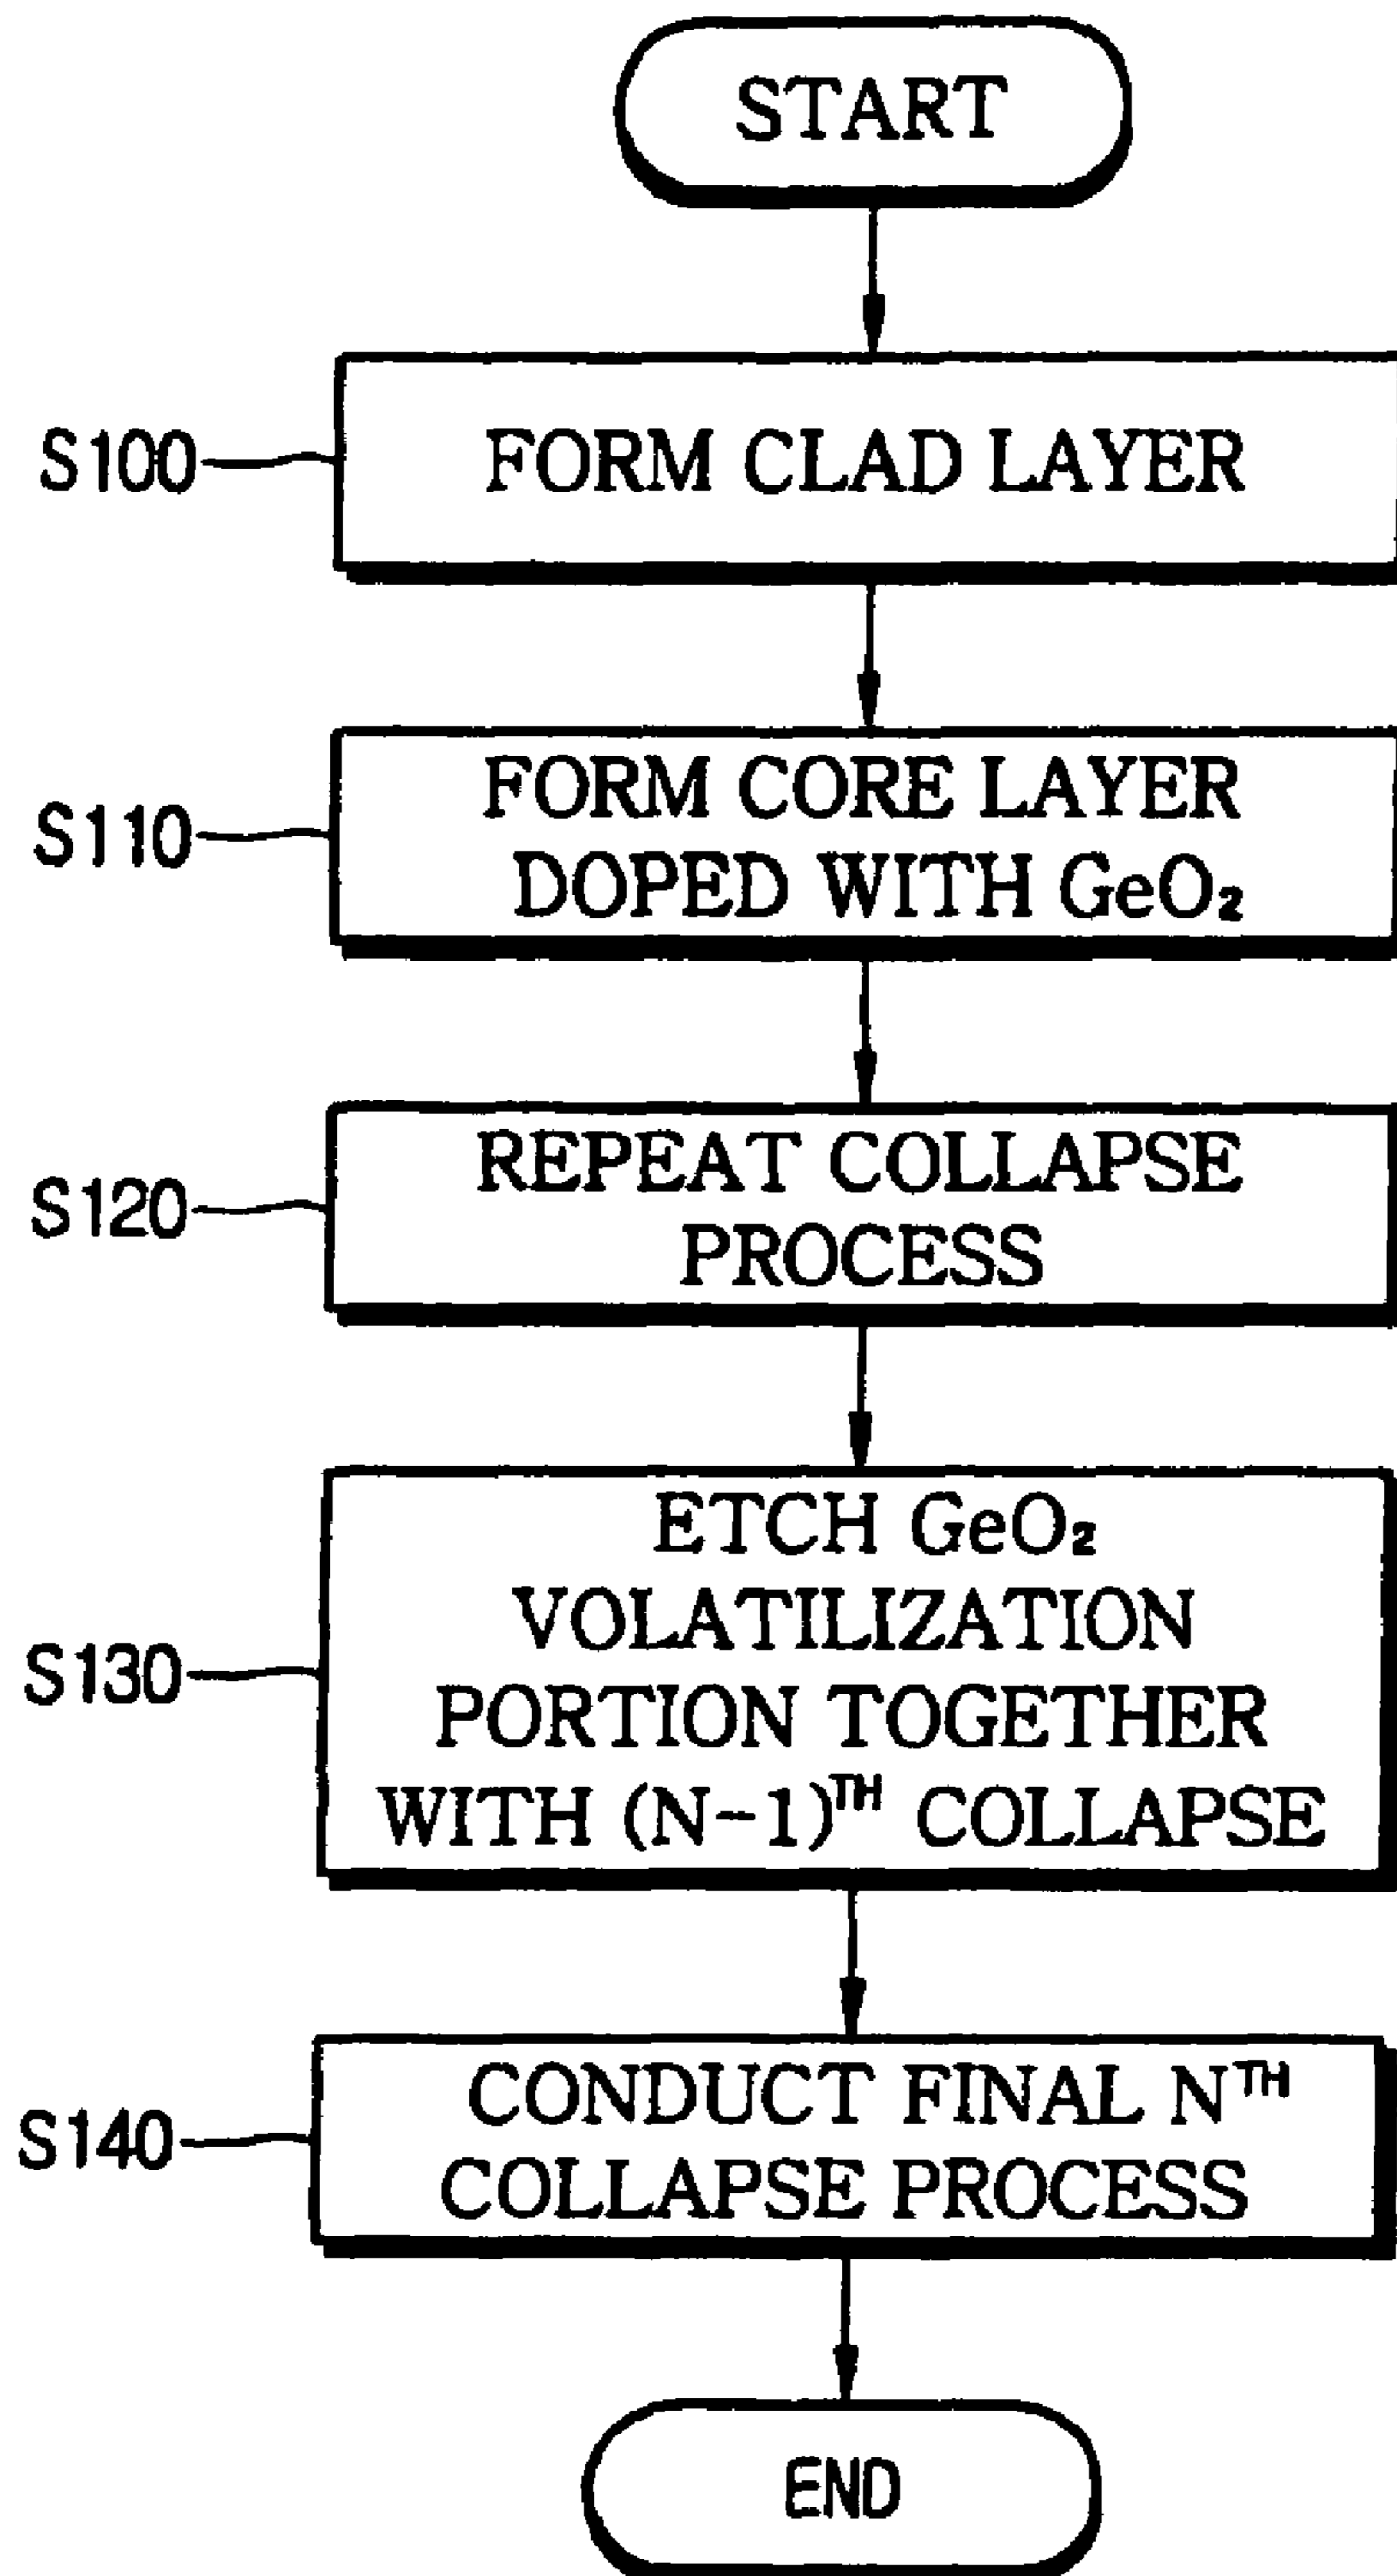 START
S100
FORM CLAD LAYER
S110
FORM CORE LAYER
DOPED WITH GeO₂
S120
REPEAT COLLAPSE
PROCESS
S130
ETCH GeO₂
VOLATILIZATION
PORTION TOGETHER
WITH (N-1)ᵀᴴ COLLAPSE
S140
CONDUCT FINAL Nᵀᴴ
COLLAPSE PROCESS
END